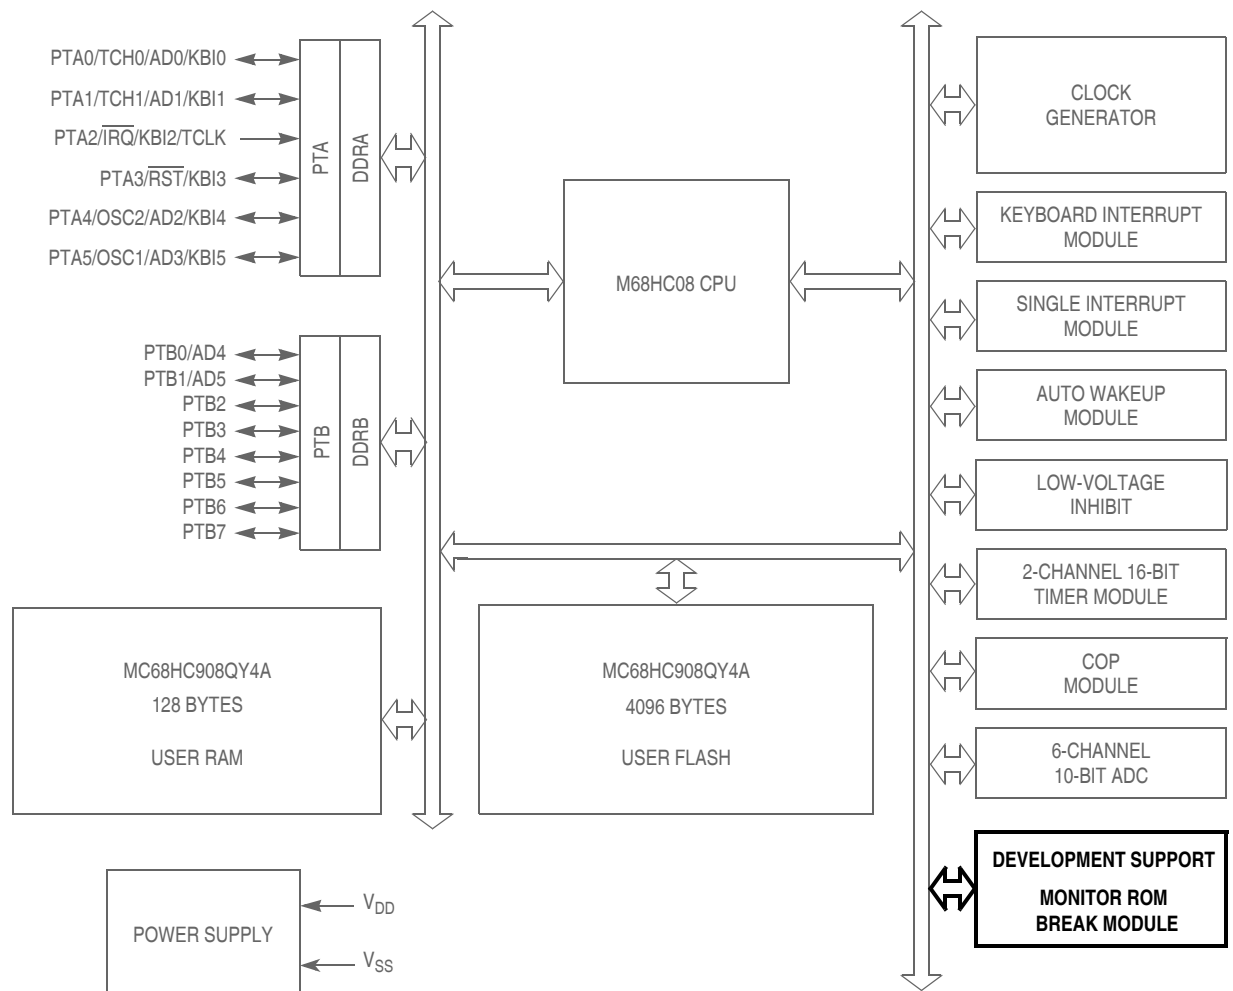 PTA0/TCH0/AD0/KBI0
PTA1/TCH1/AD1/KBI1
PTA2/IRQ/KBI2/TCLK
PTA3/RST/KBI3
PTA4/OSC2/AD2/KBI4
PTA5/OSC1/AD3/KBI5
PTA
DDRA
PTB0/AD4
PTB1/AD5
PTB2
PTB3
PTB4
PTB5
PTB6
PTB7
PTB
DDRB
M68HC08 CPU
MC68HC908QY4A
128 BYTES
USER RAM
MC68HC908QY4A
4096 BYTES
USER FLASH
POWER SUPPLY
VDD
VSS
CLOCK
GENERATOR
KEYBOARD INTERRUPT
MODULE
SINGLE INTERRUPT
MODULE
AUTO WAKEUP
MODULE
LOW-VOLTAGE
INHIBIT
2-CHANNEL 16-BIT
TIMER MODULE
COP
MODULE
6-CHANNEL
10-BIT ADC
DEVELOPMENT SUPPORT
MONITOR ROM
BREAK MODULE